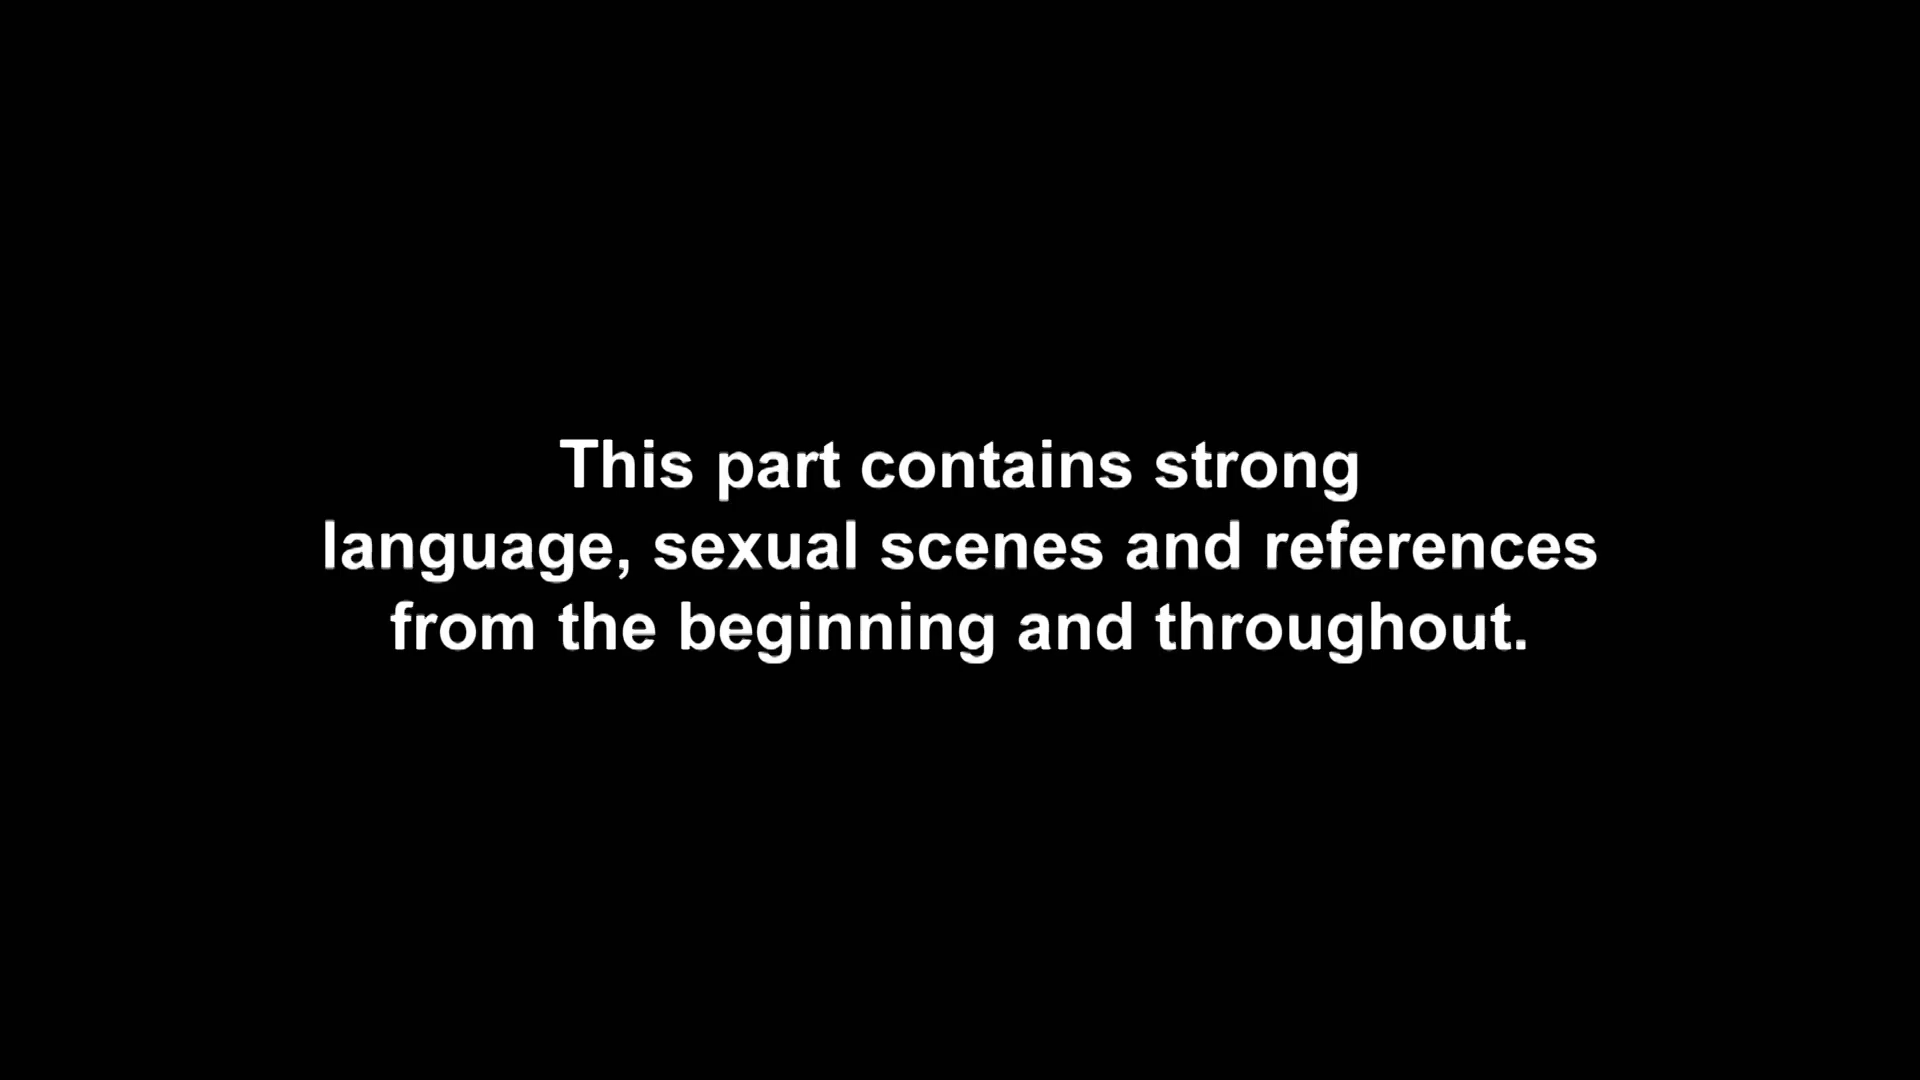 This part contains strong
language, sexual scenes and references
from the beginning and throughout.